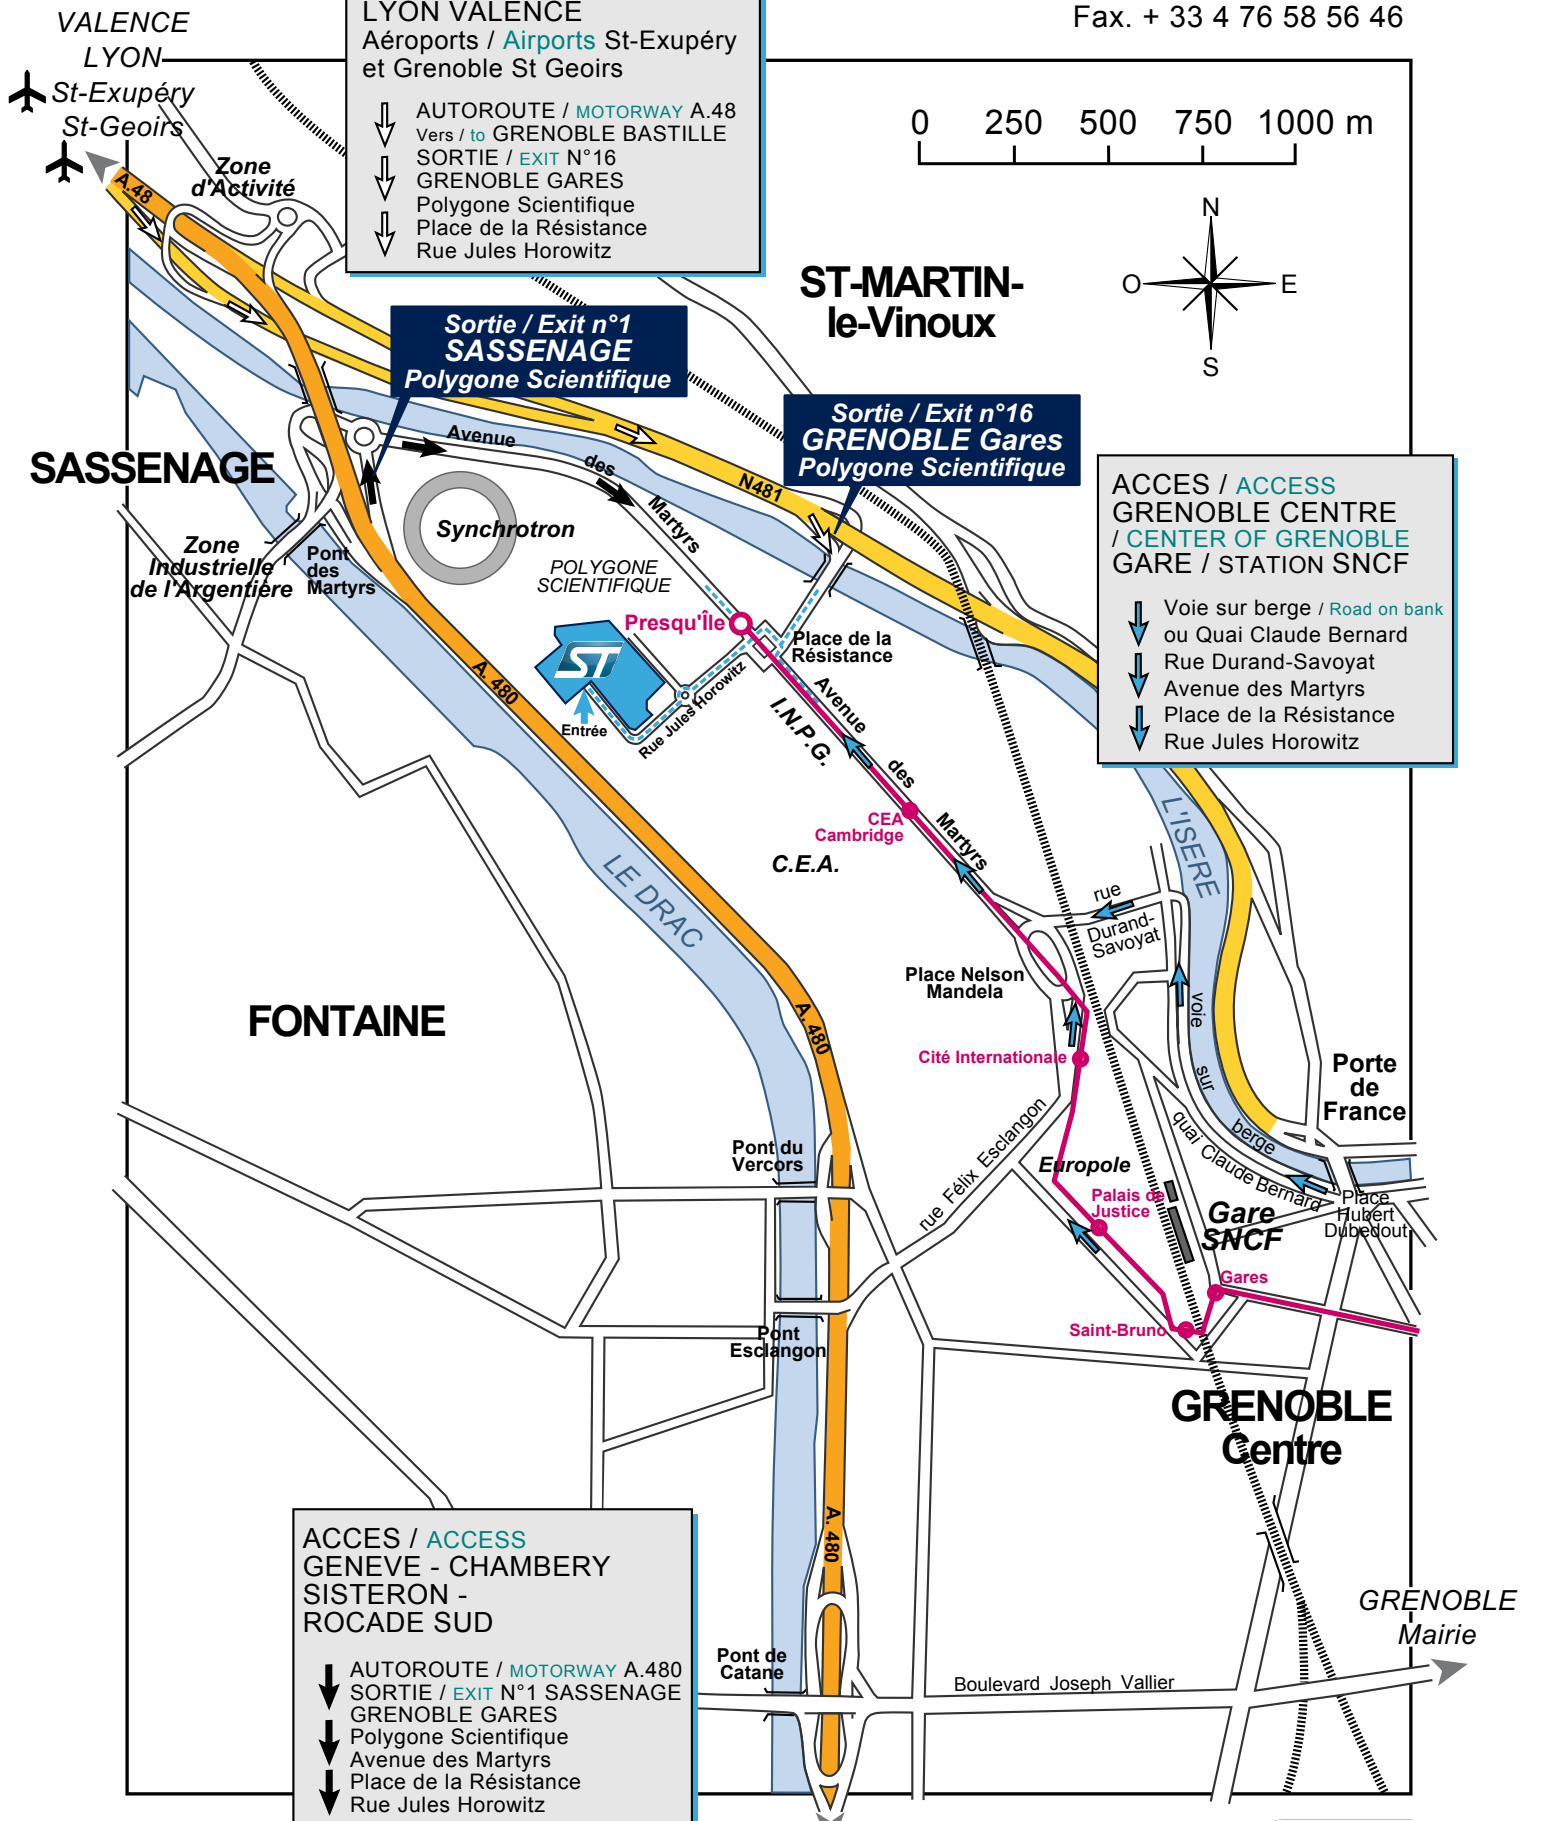 VALENCE
LYON
St-Exupéry
St-Geoirs
LYON VALENCE
Aéroports / Airports St-Exupéry
et Grenoble St Geoirs
AUTOROUTE / MOTORWAY A.48
Vers / to GRENOBLE BASTILLE
SORTIE / EXIT N°16
GRENOBLE GARES
Polygone Scientifique
Place de la Résistance
Rue Jules Horowitz
Fax. + 33 4 76 58 56 46
0 250 500 750 1000 m
N
O
E
S
A.48
Zone
d'Activité
ST-MARTIN-
le-Vinoux
Sortie / Exit n°1
SASSENAGE
Polygone Scientifique
Sortie / Exit n°16
GRENOBLE Gares
Polygone Scientifique
SASSENAGE
Avenue
des
Martyrs
N481
Synchrotron
Zone
Industrielle
de l'Argentière
Pont
des
Martyrs
POLYGONE
SCIENTIFIQUE
Presqu'Île
Place de la
Résistance
ST
Entrée
Rue Jules Horowitz
A. 480
I.N.P.G.
Avenue
des
Martyrs
ACCES / ACCESS
GRENOBLE CENTRE
/ CENTER OF GRENOBLE
GARE / STATION SNCF
Voie sur berge / Road on bank
ou Quai Claude Bernard
Rue Durand-Savoyat
Avenue des Martyrs
Place de la Résistance
Rue Jules Horowitz
CEA
Cambridge
C.E.A.
L'ISERE
LE DRAC
rue
Durand-
Savoyat
Place Nelson
Mandela
FONTAINE
A. 480
voie
sur
berge
Cité Internationale
Porte
de
France
quai Claude Bernard
rue Félix Esclangon
Pont du
Vercors
Europole
Palais de
Justice
Gare
SNCF
Place
Hubert
Dubedout
Gares
Saint-Bruno
Pont
Esclangon
GRENOBLE
Centre
A. 480
ACCES / ACCESS
GENEVE - CHAMBERY
SISTERON -
ROCADE SUD
AUTOROUTE / MOTORWAY A.480
SORTIE / EXIT N°1 SASSENAGE
GRENOBLE GARES
Polygone Scientifique
Avenue des Martyrs
Place de la Résistance
Rue Jules Horowitz
Pont de
Catane
Boulevard Joseph Vallier
GRENOBLE
Mairie